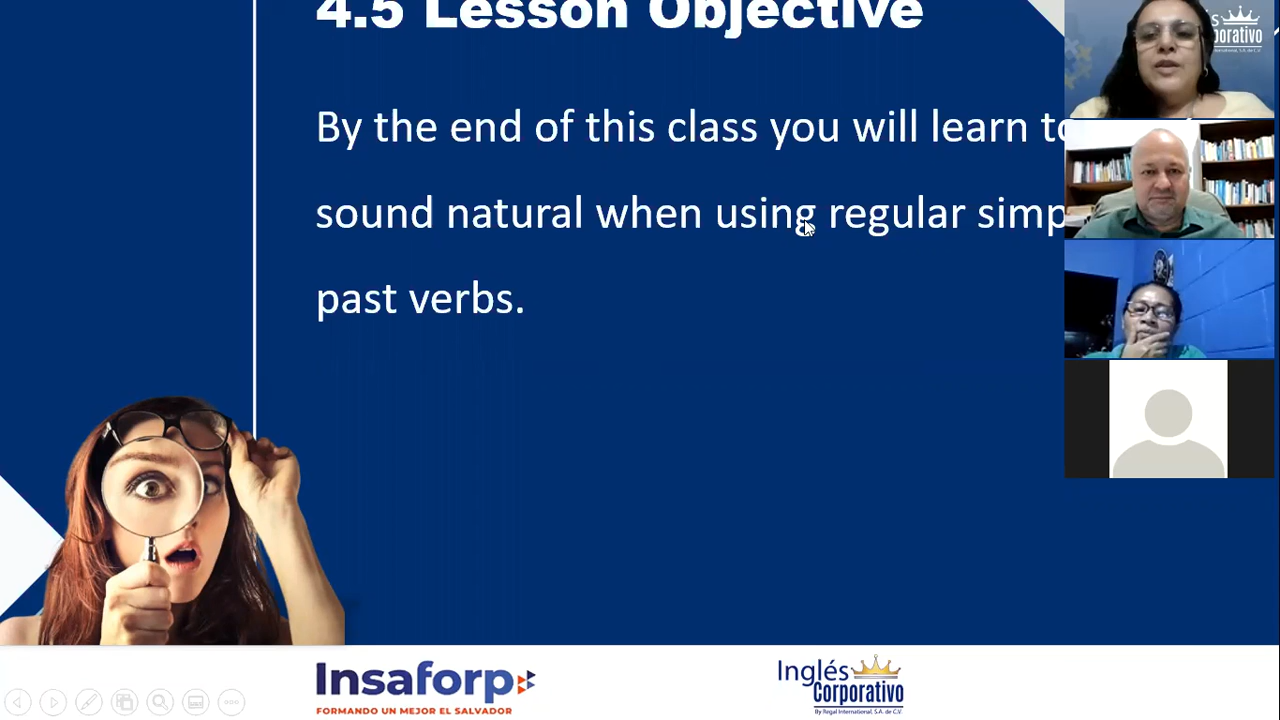 4.5 Lesson Objective
By the end of this class you will learn to
sound natural when using regular simp
past verbs.
Insaforp
FORMANDO UN MEJOR EL SALVADOR
Inglés
Corporativo
By Regal International, S.A. de C.V.
s
porativo